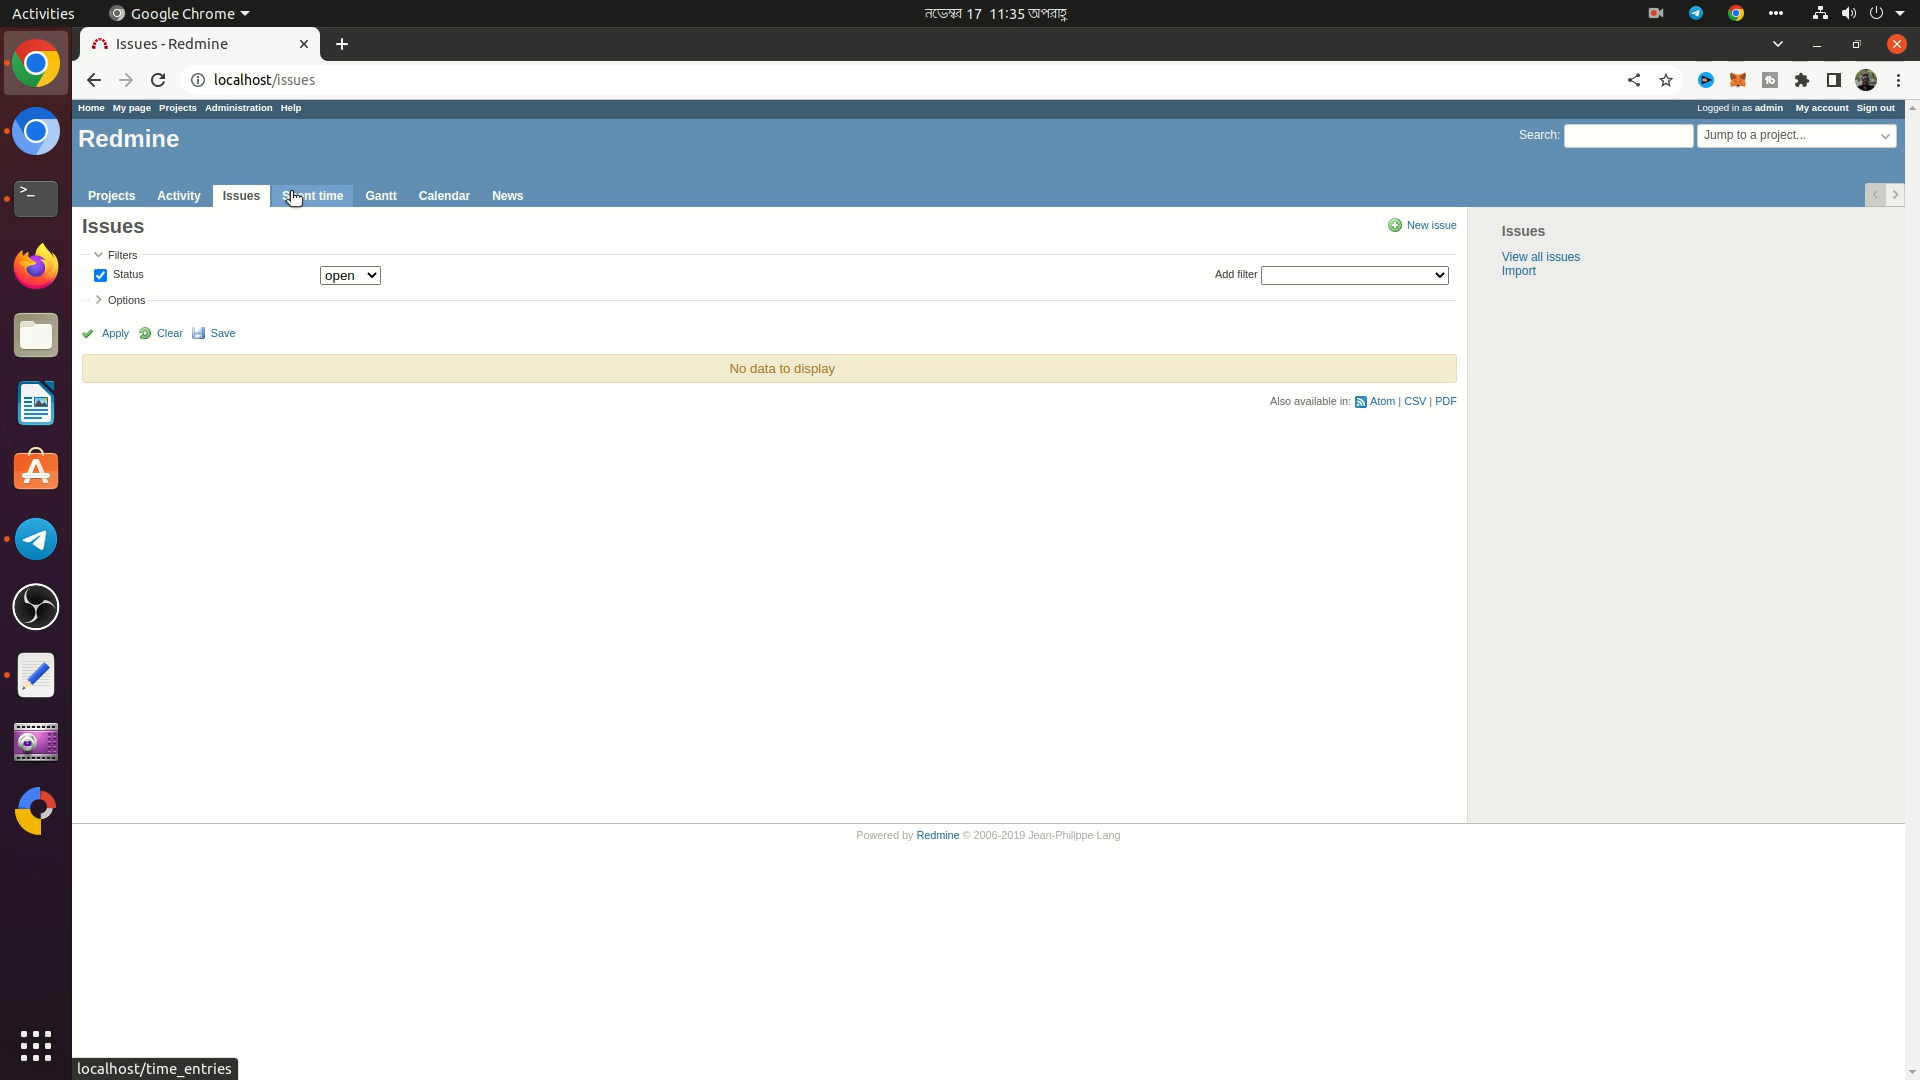 Activities
Google Chrome
নভেম্বর 17 11:35 অপরাহ্ণ
Issues - Redmine
localhost/issues
Home My page Projects Administration Help
Logged in as admin My account Sign out
Redmine
Search:
Jump to a project...
Projects Activity Issues time Gantt Calendar News
Issues
New issue
Filters
Status
open
Add filter
Options
Apply Clear Save
No data to display
Also available in: Atom | CSV | PDF
Issues
View all issues
Import
Powered by Redmine © 2006-2019 Jean-Philippe Lang
localhost/time_entries